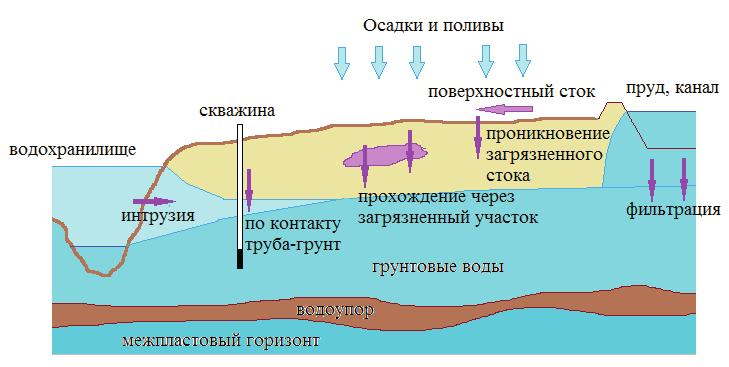 Осадки и поливы
поверхностный сток
пруд, канал
скважина
водохранилище
проникновение
загрязненного
стока
интрузия
по контакту
труба-грунт
прохождение через
загрязненный участок
фильтрация
грунтовые воды
водоупор
межпластовый горизонт